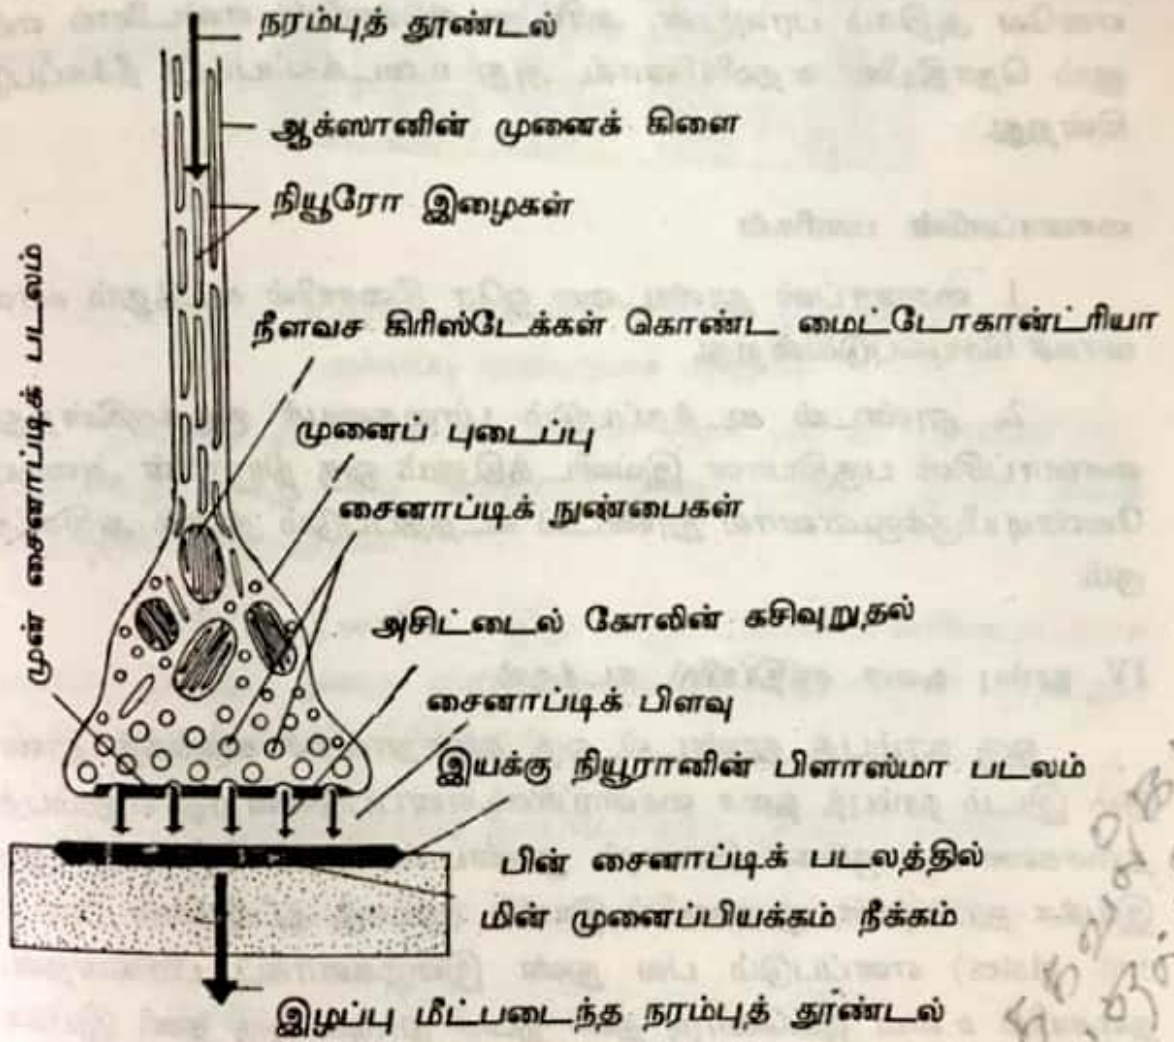 நரம்புத் தூண்டல்
ஆக்ஸானின் முனைக் கிளை
நியூரோ இழைகள்
முன் சைனாப்டிக் படலம்
நீளவச கிரிஸ்டேக்கள் கொண்ட மைட்டோகான்ட்ரியா
முனைப் புடைப்பு
சைனாப்டிக் நுண்பைகள்
அசிட்டைல் கோலின் கசிவுறுதல்
சைனாப்டிக் பிளவு
இயக்கு நியூரானின் பிளாஸ்மா படலம்
பின் சைனாப்டிக் படலத்தில்
மின் முனைப்பியக்கம் நீக்கம்
இழப்பு மீட்படைந்த நரம்புத் தூண்டல்